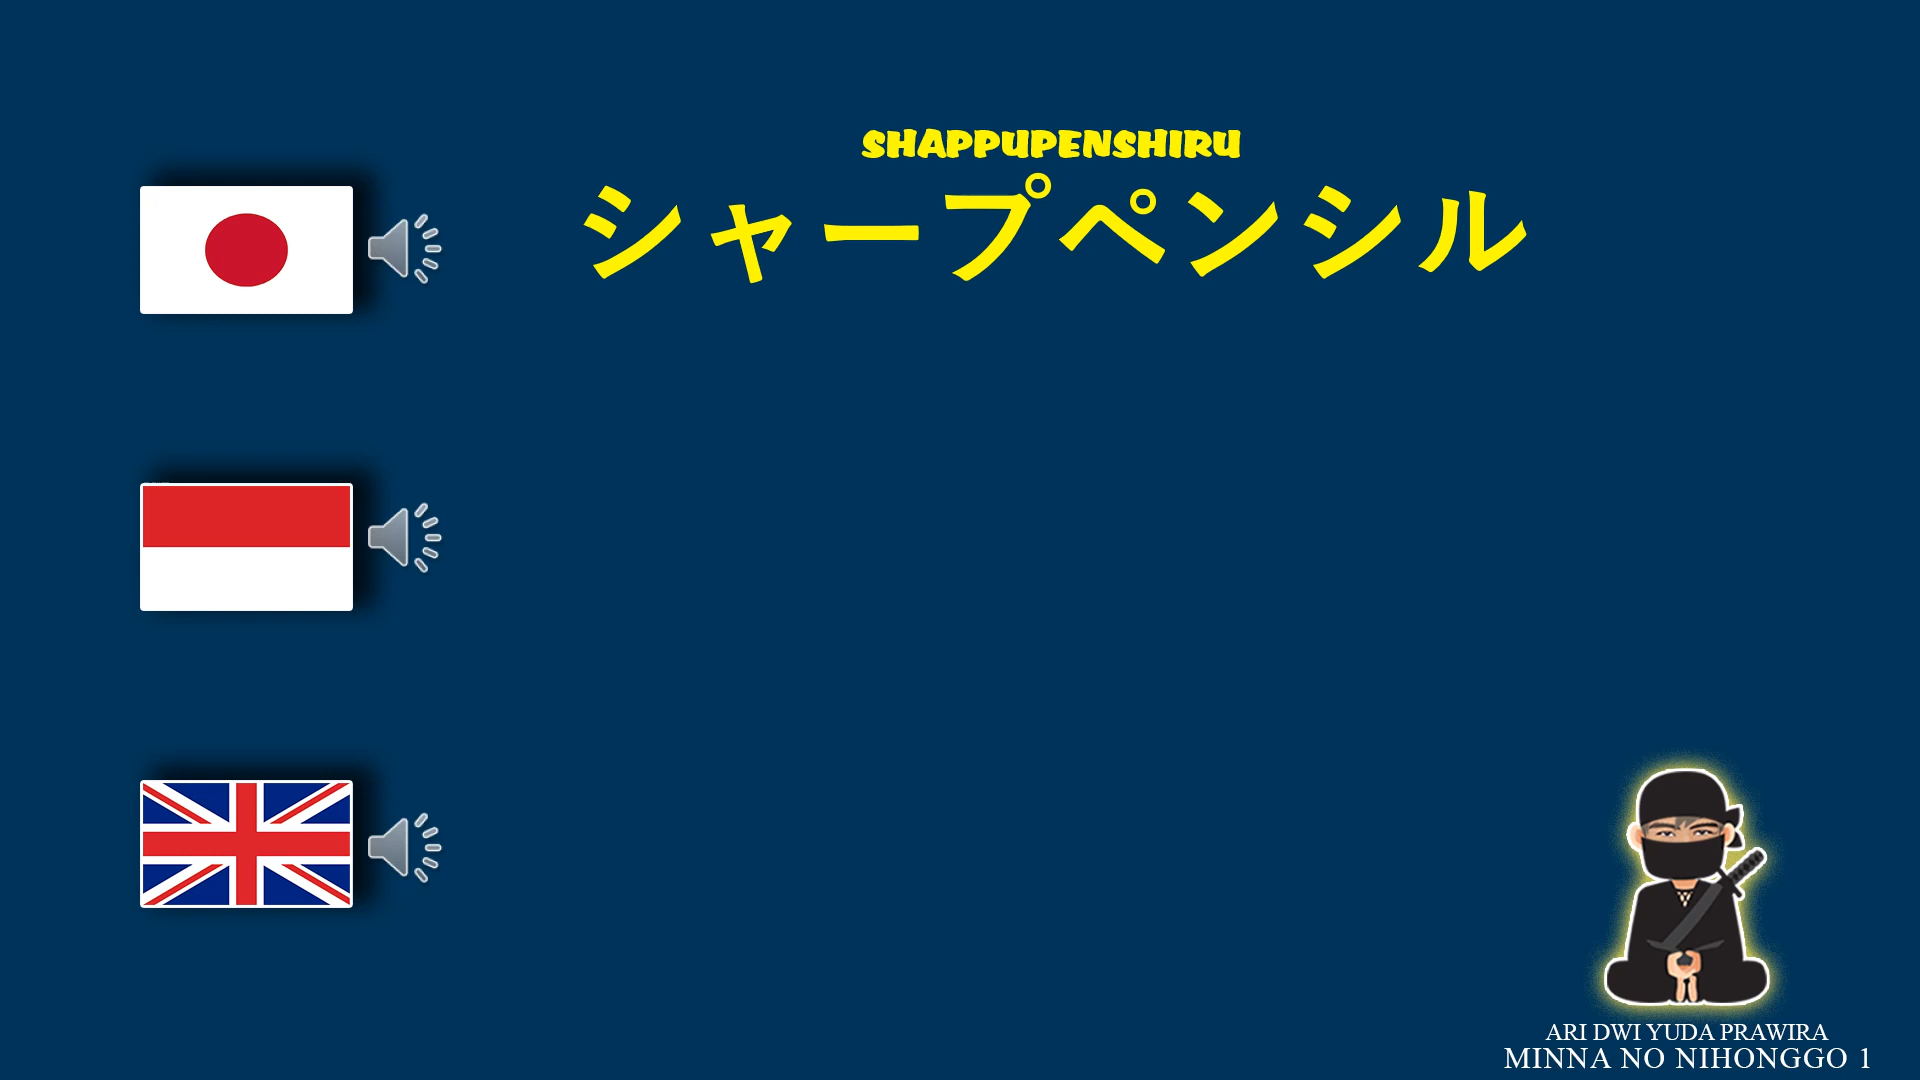 SHAPPUPENSHIRU
シャープペンシル
ARI DWI YUDA PRAWIRA
MINNA NO NIHONGGO 1